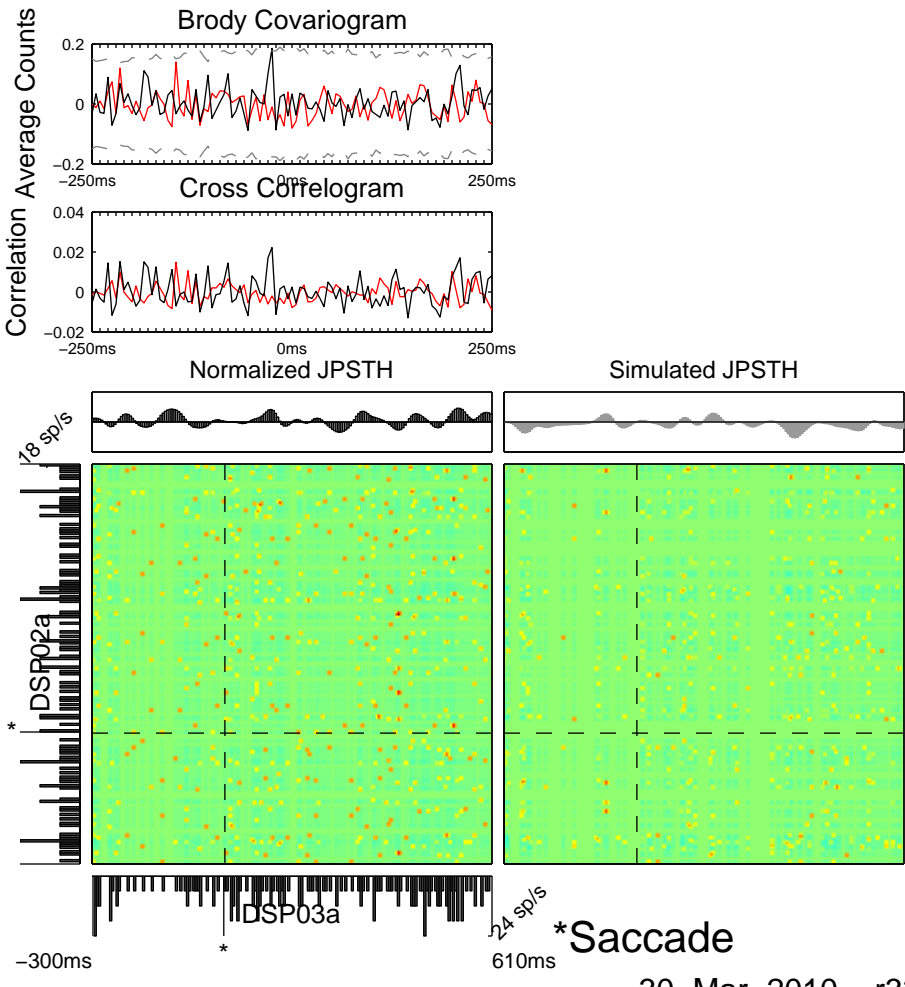 Brody Covariogram
Average Counts
0.2
0
−0.2
−250ms
0ms
250ms
Cross Correlogram
Correlation
0.04
0.02
0
−0.02
−250ms
0ms
250ms
Normalized JPSTH
Simulated JPSTH
18 sp/s
DSP02a
*
DSP03a
24 sp/s
*
*Saccade
−300ms
610ms